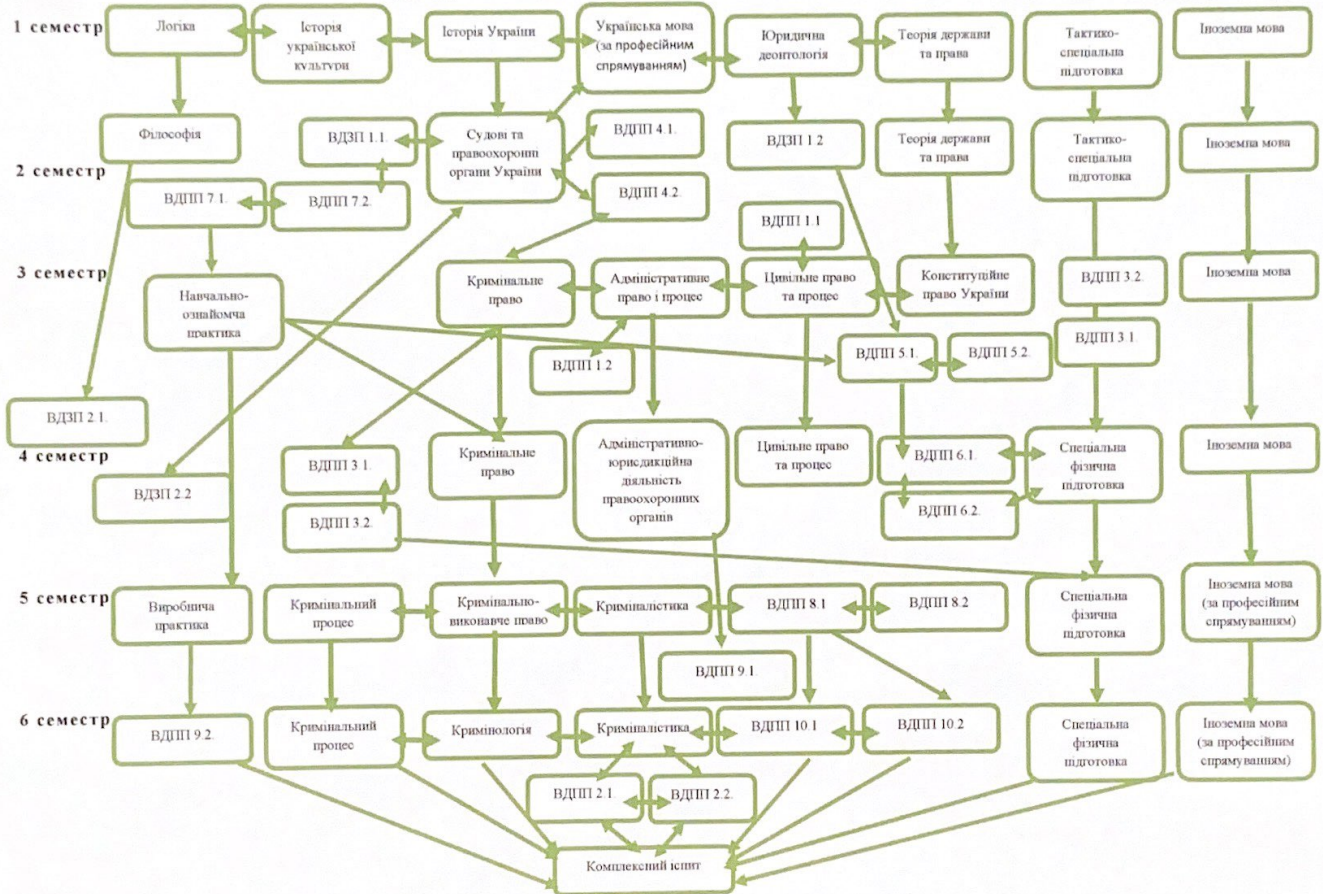 1 семестр
Логіка
Історія
української
культури
Історія України
Українська мова
(за професійним
спрямуванням)
Юридична
деонтологія
Теорія держави
та права
Тактико-
спеціальна
підготовка
Іноземна мова
2 семестр
Філософія
ВДЗП 1.1.
Судові та
правоохоронні
органи України
ВДПП 4.1.
ВДЗП 1.2
Теорія держави
та права
Тактико-
спеціальна
підготовка
Іноземна мова
ВДПП 7.1.
ВДПП 7.2.
ВДПП 4.2.
ВДПП 1.1
3 семестр
Навчально-
ознайомча
практика
Кримінальне
право
Адміністративне
право і процес
Цивільне право
та процес
Конституційне
право України
ВДПП 3.2.
Іноземна мова
ВДПП 1.2
ВДПП 5.1.
ВДПП 5.2.
ВДПП 3.1.
ВДЗП 2.1.
4 семестр
ВДЗП 2.2
ВДПП 3.1.
ВДПП 3.2.
Кримінальне
право
Адміністративно-
юрисдикційна
діяльність
правоохоронних
органів
Цивільне право
та процес
ВДПП 6.1.
ВДПП 6.2.
Спеціальна
фізична
підготовка
Іноземна мова
5 семестр
Виробнича
практика
Кримінальний
процес
Кримінально-
виконавче право
Криміналістика
ВДПП 8.1
ВДПП 8.2
Спеціальна
фізична
підготовка
Іноземна мова
(за професійним
спрямуванням)
ВДПП 9.1.
6 семестр
ВДПП 9.2.
Кримінальний
процес
Кримінологія
Криміналістика
ВДПП 10.1
ВДПП 10.2
Спеціальна
фізична
підготовка
Іноземна мова
(за професійним
спрямуванням)
ВДПП 2.1.
ВДПП 2.2.
Комплексний іспит